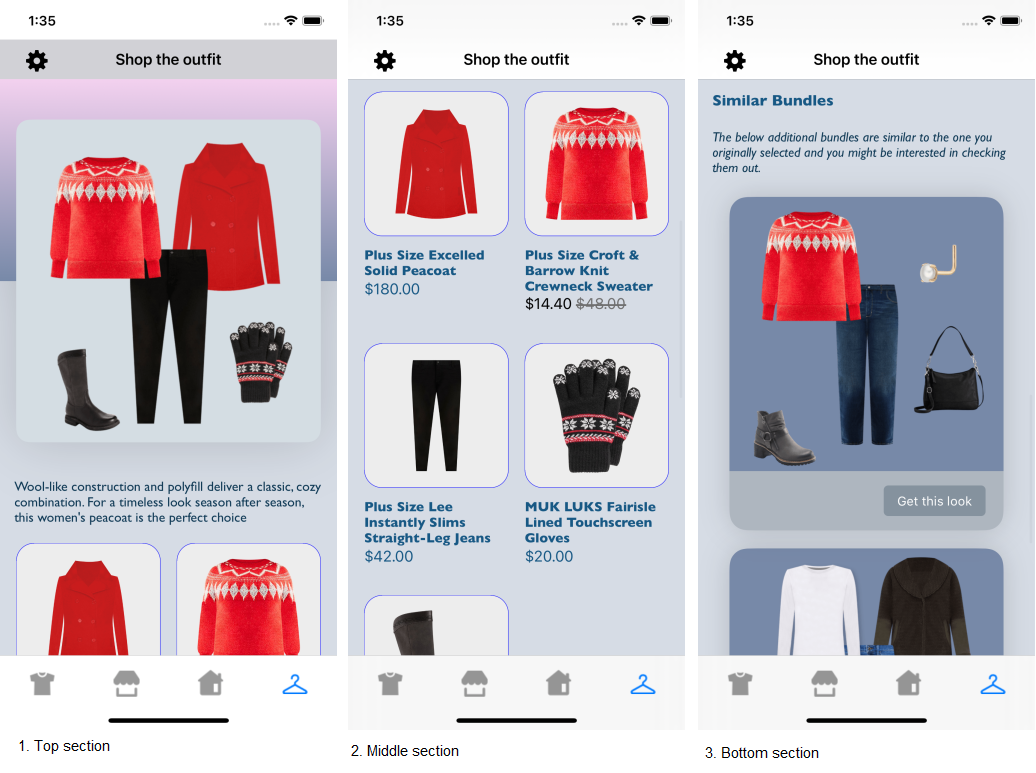 1:35
Shop the outfit
Wool-like construction and polyfill deliver a classic, cozy
combination. For a timeless look season after season,
this women's peacoat is the perfect choice
1. Top section
1:35
Shop the outfit
Plus Size Excelled
Solid Peacoat
$180.00
Plus Size Croft &
Barrow Knit
Crewneck Sweater
$14.40 $48.00
Plus Size Lee
Instantly Slims
Straight-Leg Jeans
$42.00
MUK LUKS Fairisle
Lined Touchscreen
Gloves
$20.00
2. Middle section
1:35
Shop the outfit
Similar Bundles
The below additional bundles are similar to the one you
originally selected and you might be interested in checking
them out.
Get this look
3. Bottom section